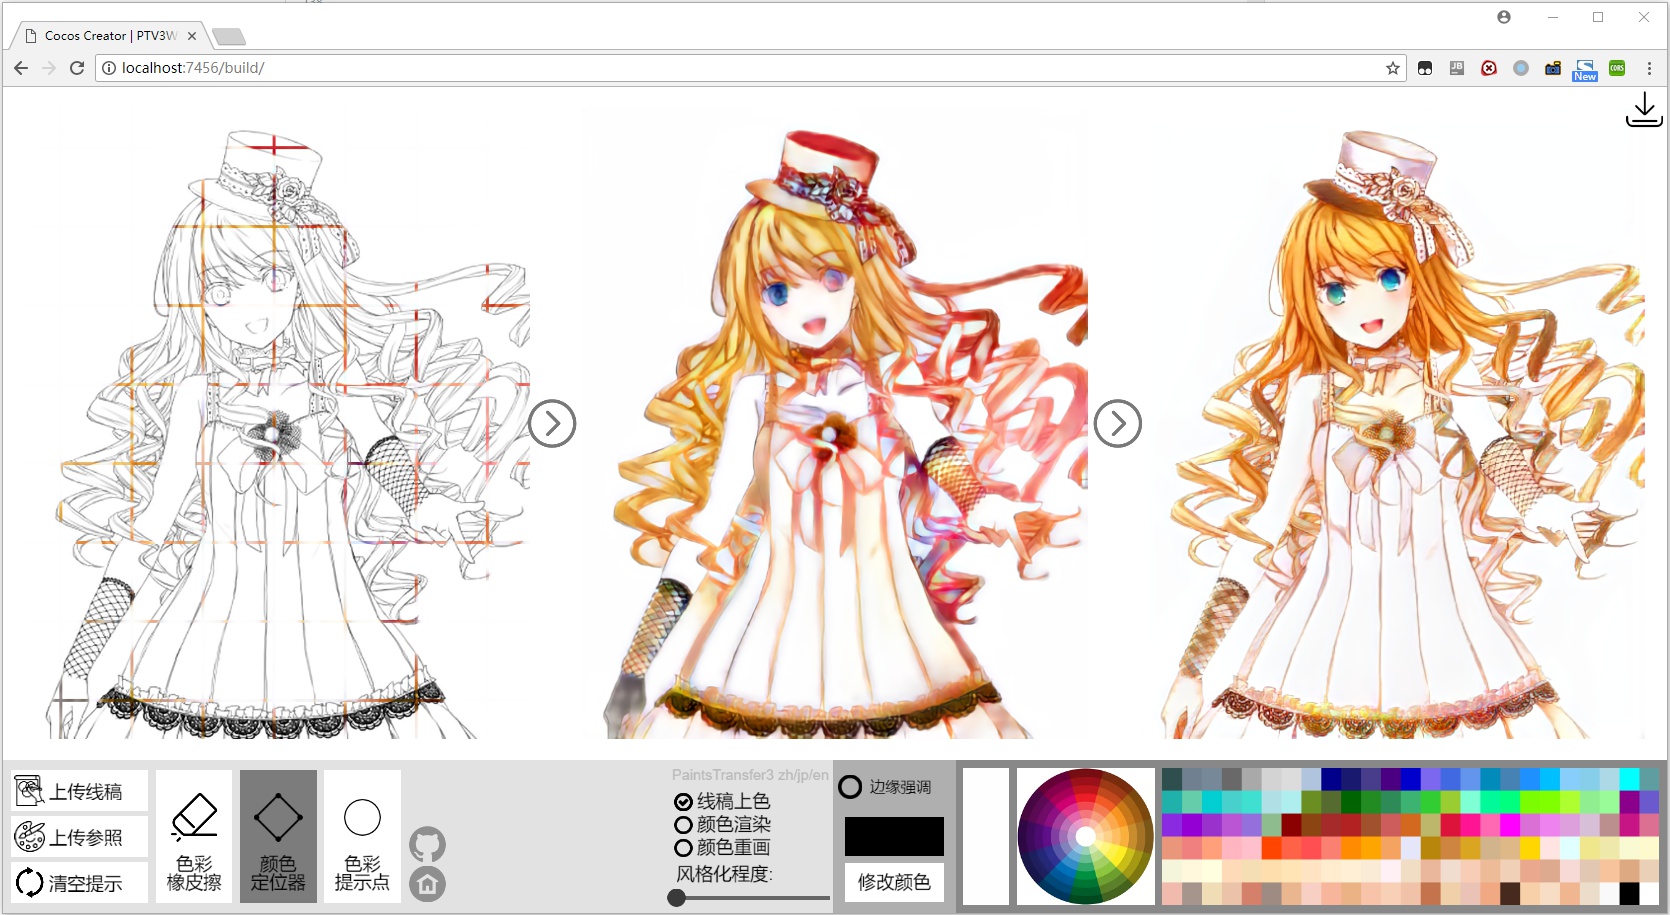 Cocos Creator | PTV3W
localhost:7456/build/
JB
New
CORS
上传线稿
上传参照
清空提示
色彩
橡皮擦
颜色
定位器
色彩
提示点
PaintsTransfer3 zh/jp/en
线稿上色
颜色渲染
颜色重画
风格化程度:
边缘强调
修改颜色